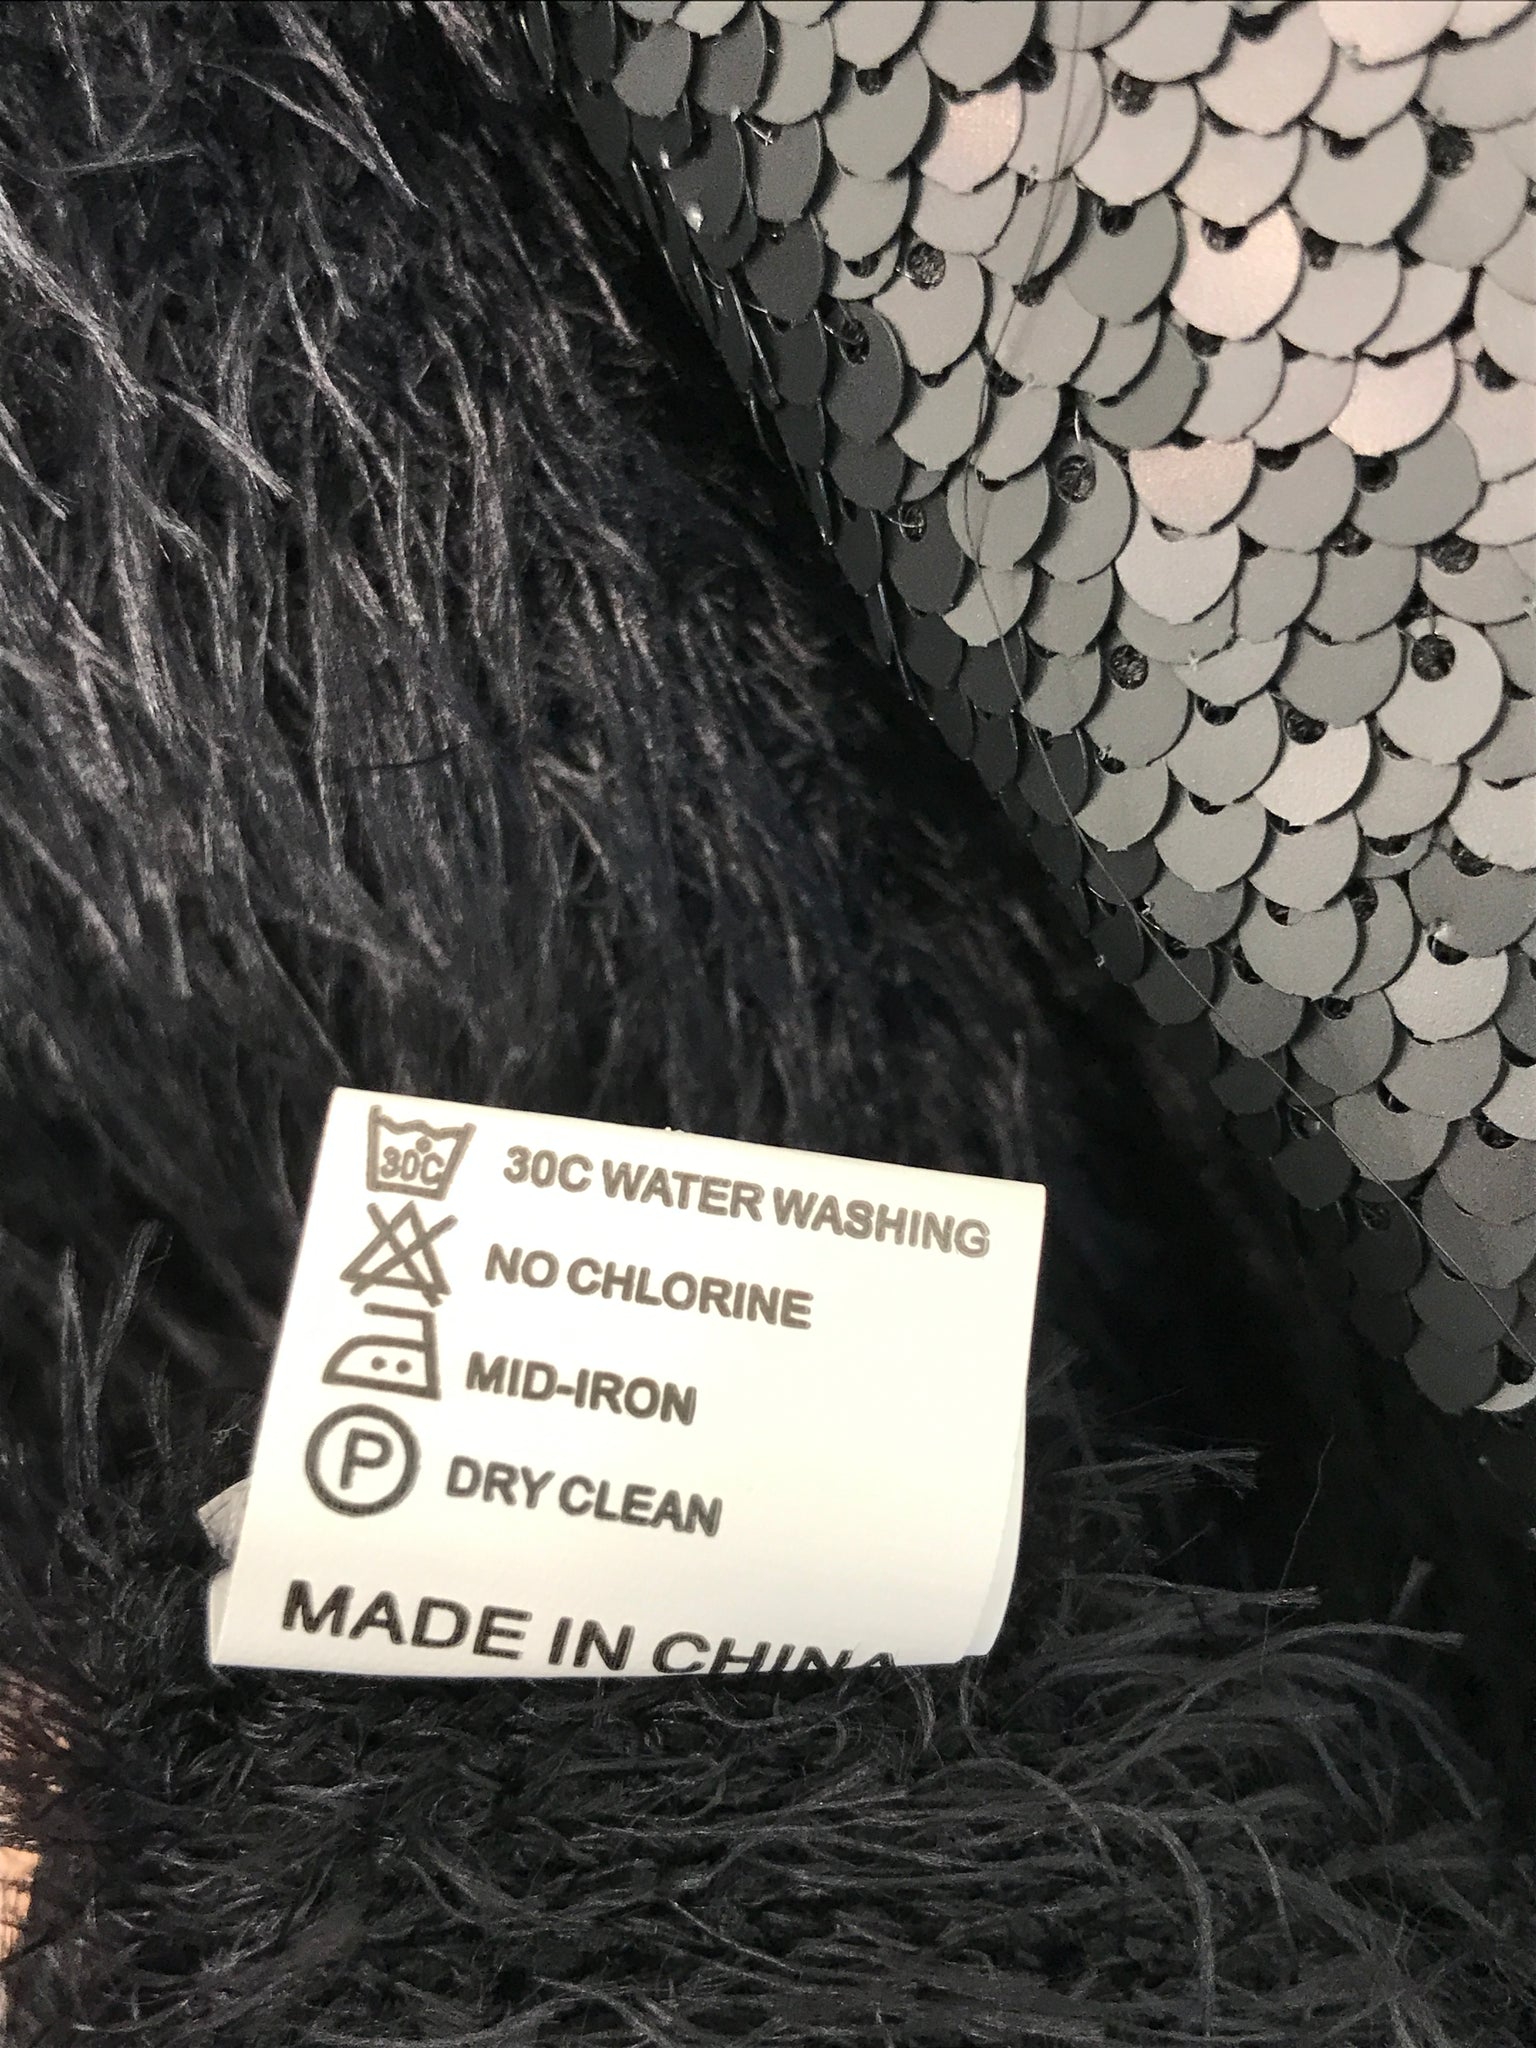 30C 30C WATER WASHING
NO CHLORINE
MID-IRON
P DRY CLEAN
MADE IN CHINA